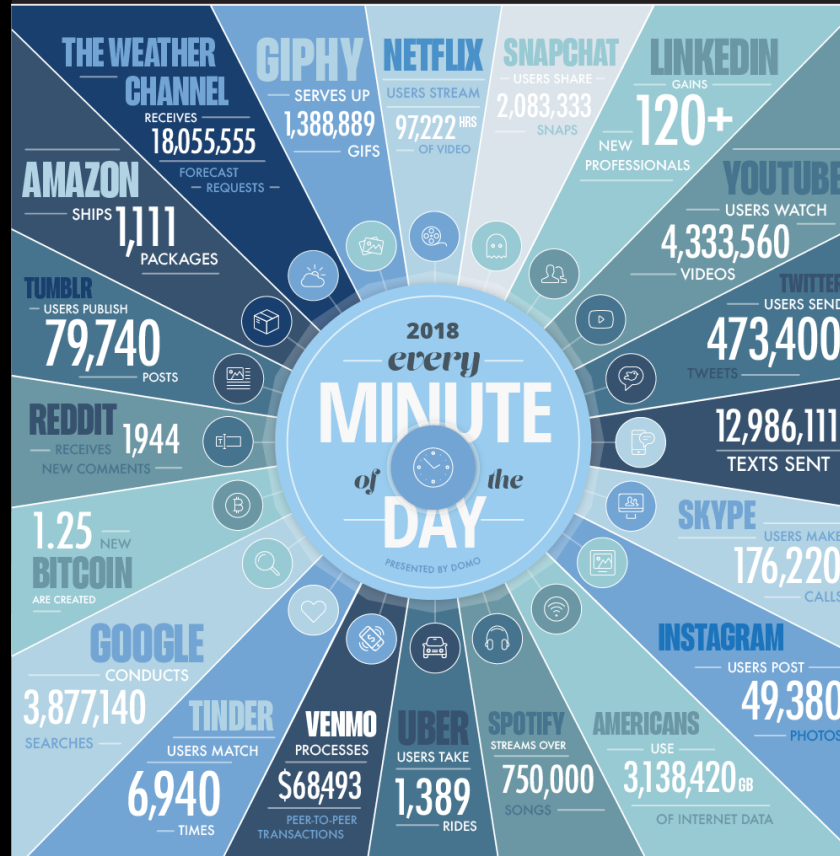 THE WEATHER
CHANNEL
RECEIVES
18,055,555
FORECAST
REQUESTS
GIPHY
SERVES UP
1,388,889
GIFS
NETFLIX
USERS STREAM
97,222 HRS
OF VIDEO
SNAPCHAT
USERS SHARE
2,083,333
SNAPS
LINKEDIN
GAINS
120+
NEW
PROFESSIONALS
YOUTUBE
USERS WATCH
4,333,560
VIDEOS
TWITTER
USERS SEND
473,400
TWEETS
12,986,111
TEXTS SENT
SKYPE
USERS MAKE
176,220
CALLS
INSTAGRAM
USERS POST
49,380
PHOTOS
AMERICANS
USE
3,138,420 GB
OF INTERNET DATA
SPOTIFY
STREAMS OVER
750,000
SONGS
UBER
USERS TAKE
1,389
RIDES
VENMO
PROCESSES
$68,493
PEER-TO-PEER
TRANSACTIONS
TINDER
USERS MATCH
6,940
TIMES
GOOGLE
CONDUCTS
3,877,140
SEARCHES
1.25 NEW
BITCOIN
ARE CREATED
REDDIT
RECEIVES 1,944
NEW COMMENTS
TUMBLR
USERS PUBLISH
79,740
POSTS
AMAZON
SHIPS 1,111
PACKAGES
2018
every
MINUTE
of the
DAY
PRESENTED BY DOMO